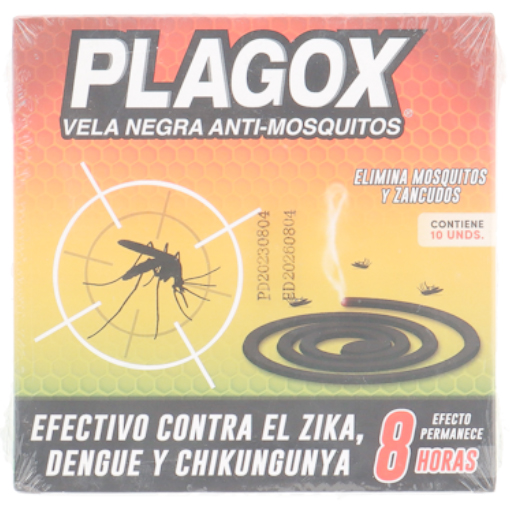 PLAGOX®
VELA NEGRA ANTI-MOSQUITOS
ELIMINA MOSQUITOS
Y ZANCUDOS
CONTIENE
10 UNDS.
PD20230804
ED20260804
EFECTIVO CONTRA EL ZIKA,
DENGUE Y CHIKUNGUNYA
8
EFECTO
PERMANECE
HORAS